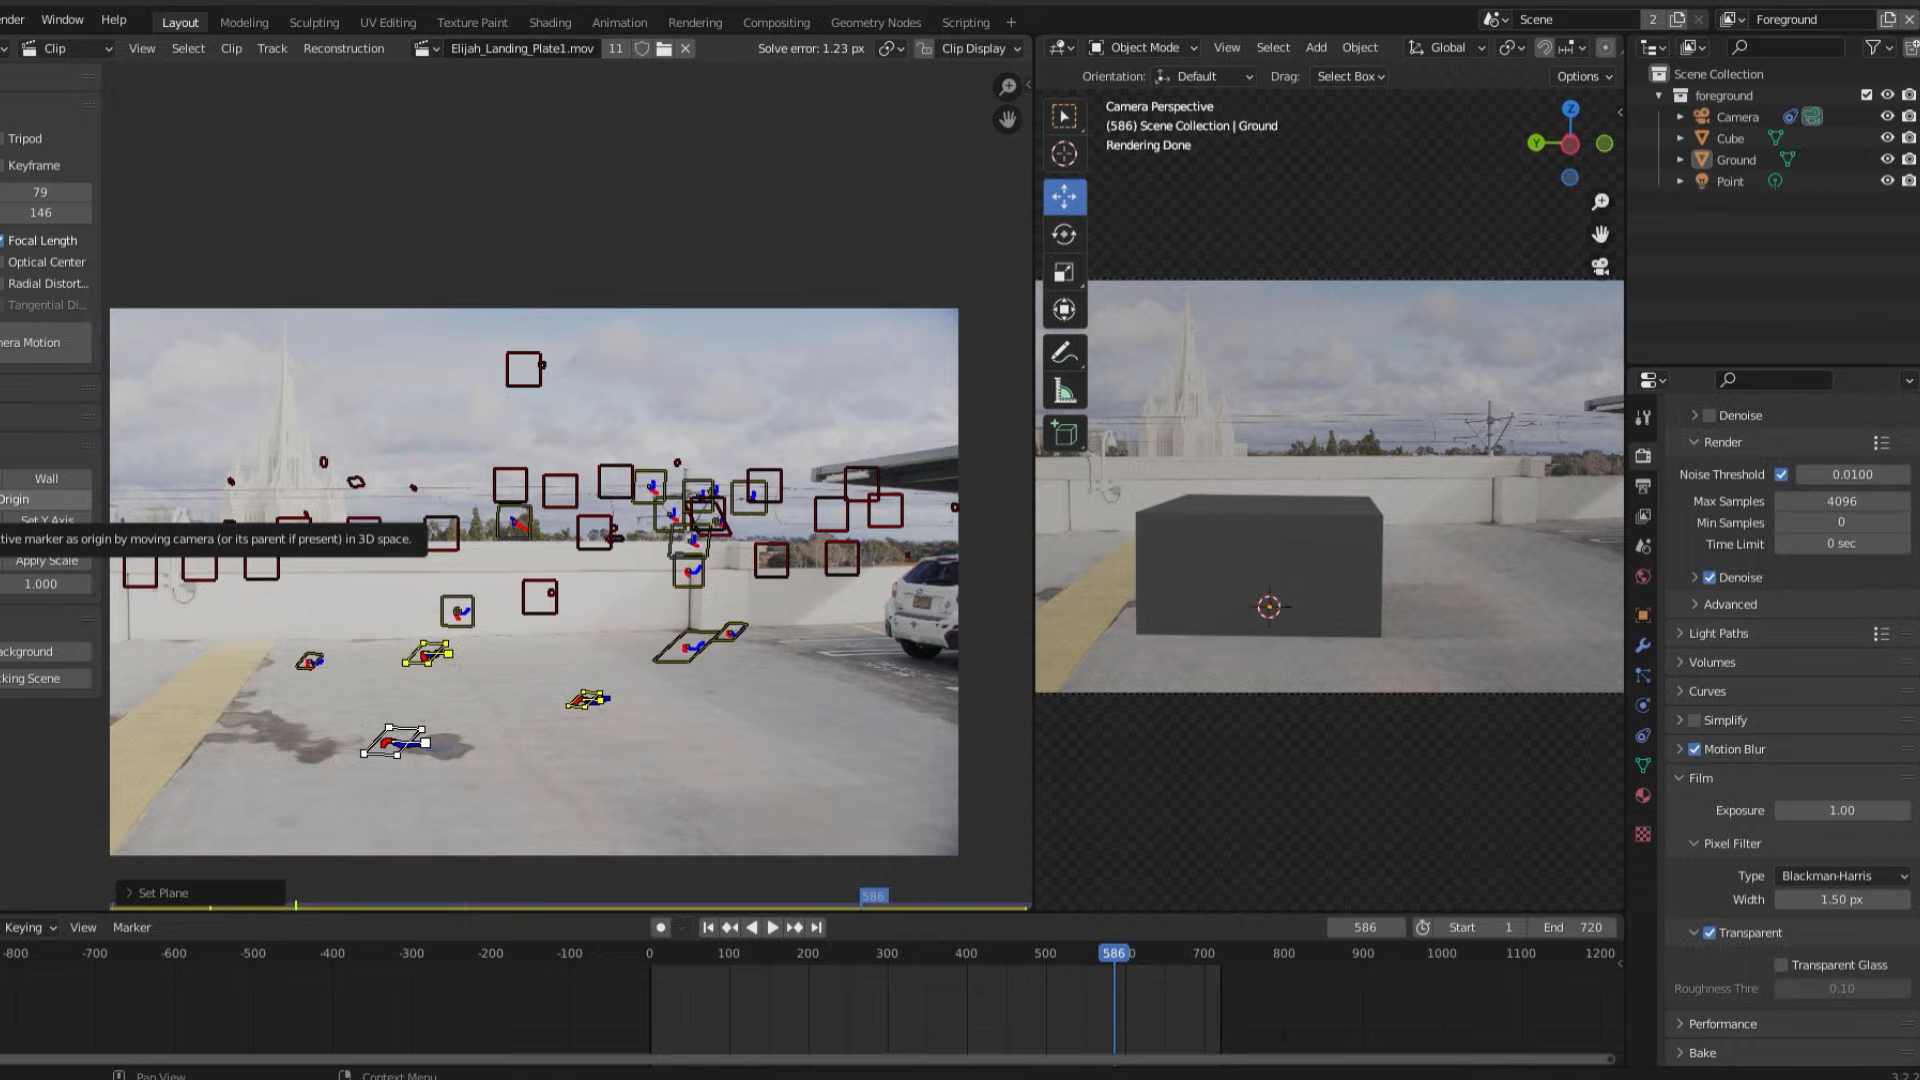 ender Window Help
Layout Modeling Sculpting UV Editing Texture Paint Shading Animation Rendering Compositing Geometry Nodes Scripting +
Scene 2
Foreground
Clip View Select Clip Track Reconstruction Elijah_Landing_Plate1.mov 11 Solve error: 1.23 px Clip Display
Object Mode View Select Add Object Global
Orientation: Default Drag: Select Box Options
Camera Perspective
(586) Scene Collection | Ground
Rendering Done
Z
Y
Scene Collection
foreground
Camera
Cube
Ground
Point
Tripod
Keyframe
79
146
Focal Length
Optical Center
Radial Distort...
Tangential Di...
era Motion
Wall
Origin
Set Y Axis
tive marker as origin by moving camera (or its parent if present) in 3D space.
Apply Scale
1.000
ackground
king Scene
Set Plane
586
Denoise
Render
Noise Threshold 0.0100
Max Samples 4096
Min Samples 0
Time Limit 0 sec
Denoise
Advanced
Light Paths
Volumes
Curves
Simplify
Motion Blur
Film
Exposure 1.00
Pixel Filter
Type Blackman-Harris
Width 1.50 px
Transparent
Transparent Glass
Roughness Thre 0.10
Performance
Bake
Keying View Marker
586 Start 1 End 720
-800 -700 -600 -500 -400 -300 -200 -100 0 100 200 300 400 500 586 700 800 900 1000 1100 1200
Pan View Context Menu 3.2.2